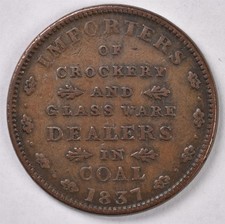 IMPORTERS
OF
CROCKERY
AND
GLASS WARE
DEALERS
IN
COAL
1837